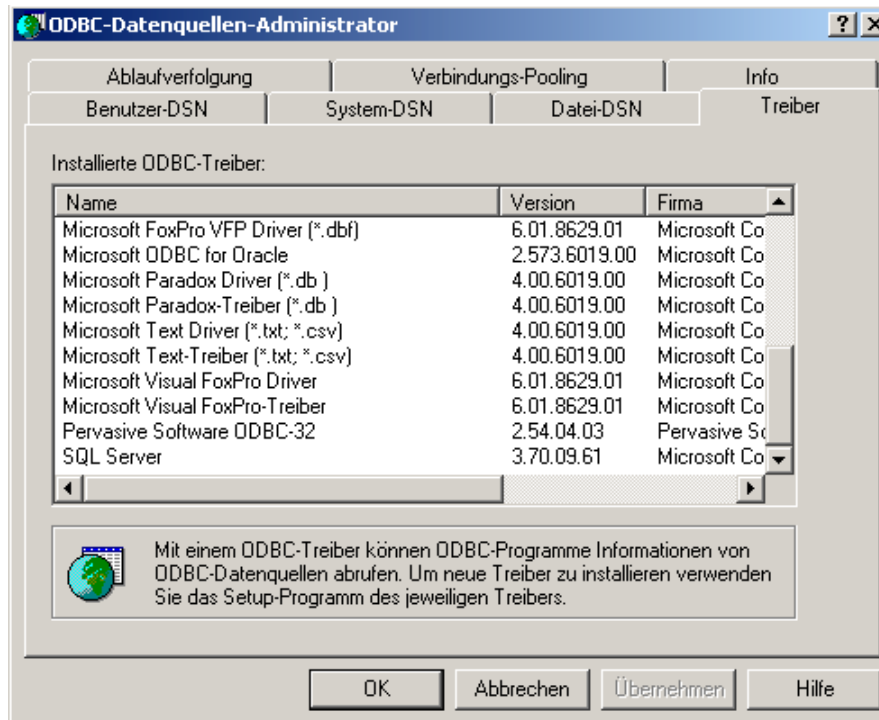 ODBC-Datenquellen-Administrator
Ablaufverfolgung Verbindungs-Pooling Info
Benutzer-DSN System-DSN Datei-DSN Treiber
Installierte ODBC-Treiber:
Name Version Firma
Microsoft FoxPro VFP Driver (*.dbf) 6.01.8629.01 Microsoft Co
Microsoft ODBC for Oracle 2.573.6019.00 Microsoft Co
Microsoft Paradox Driver (*.db ) 4.00.6019.00 Microsoft Co
Microsoft Paradox-Treiber (*.db ) 4.00.6019.00 Microsoft Co
Microsoft Text Driver (*.txt; *.csv) 4.00.6019.00 Microsoft Co
Microsoft Text-Treiber (*.txt; *.csv) 4.00.6019.00 Microsoft Co
Microsoft Visual FoxPro Driver 6.01.8629.01 Microsoft Co
Microsoft Visual FoxPro-Treiber 6.01.8629.01 Microsoft Co
Pervasive Software ODBC-32 2.54.04.03 Pervasive So
SQL Server 3.70.09.61 Microsoft Co
Mit einem ODBC-Treiber können ODBC-Programme Informationen von
ODBC-Datenquellen abrufen. Um neue Treiber zu installieren verwenden
Sie das Setup-Programm des jeweiligen Treibers.
OK Abbrechen Übernehmen Hilfe